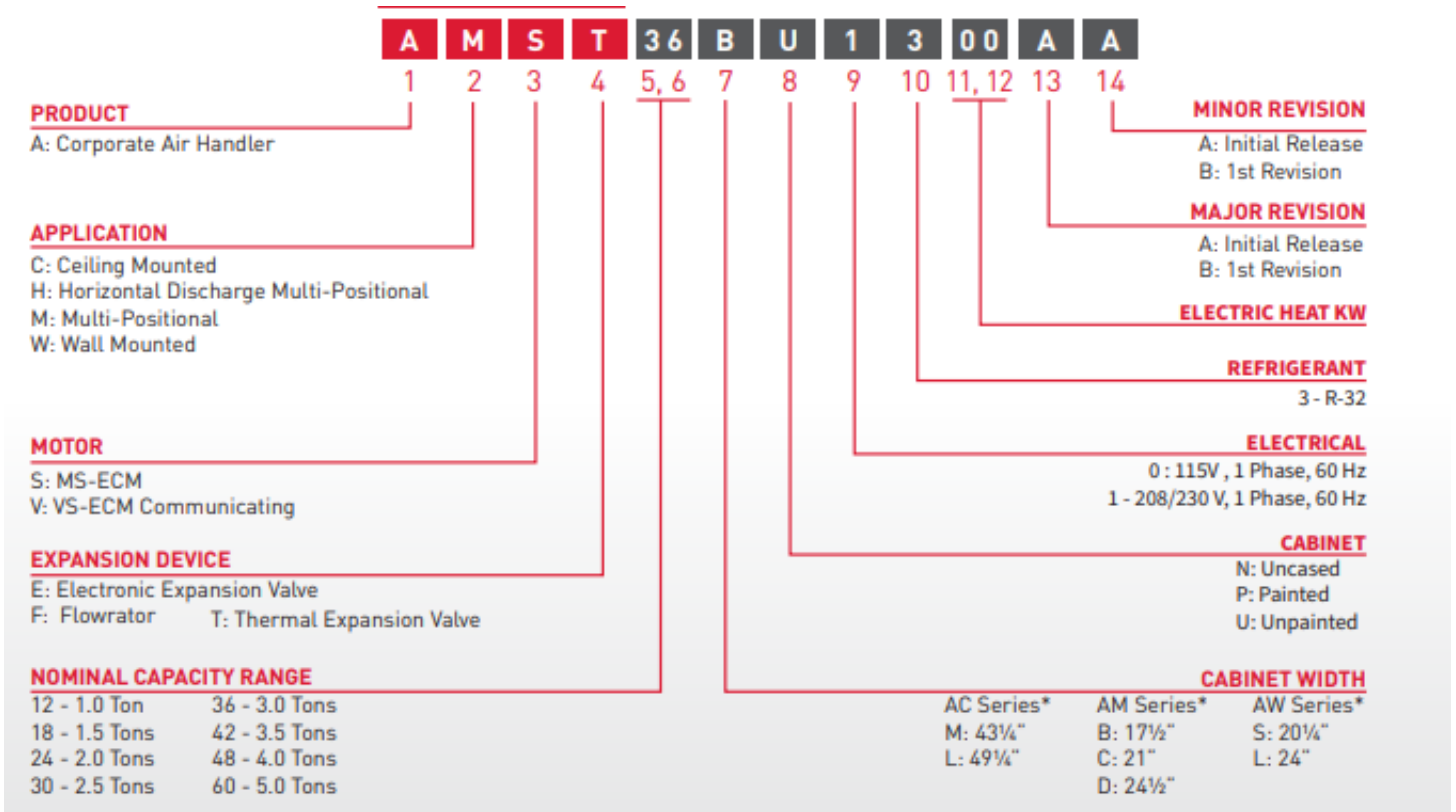 A M S T 36 B U 1 3 00 A A
1 2 3 4 5, 6 7 8 9 10 11, 12 13 14
PRODUCT
A: Corporate Air Handler
APPLICATION
C: Ceiling Mounted
H: Horizontal Discharge Multi-Positional
M: Multi-Positional
W: Wall Mounted
MOTOR
S: MS-ECM
V: VS-ECM Communicating
EXPANSION DEVICE
E: Electronic Expansion Valve
F: Flowrator T: Thermal Expansion Valve
NOMINAL CAPACITY RANGE
12 - 1.0 Ton 36 - 3.0 Tons
18 - 1.5 Tons 42 - 3.5 Tons
24 - 2.0 Tons 48 - 4.0 Tons
30 - 2.5 Tons 60 - 5.0 Tons
MINOR REVISION
A: Initial Release
B: 1st Revision
MAJOR REVISION
A: Initial Release
B: 1st Revision
ELECTRIC HEAT KW
REFRIGERANT
3 - R-32
ELECTRICAL
0 : 115V , 1 Phase, 60 Hz
1 - 208/230 V, 1 Phase, 60 Hz
CABINET
N: Uncased
P: Painted
U: Unpainted
CABINET WIDTH
AC Series* AM Series* AW Series*
M: 43¼" B: 17½" S: 20¼"
L: 49¼" C: 21" L: 24"
D: 24½"